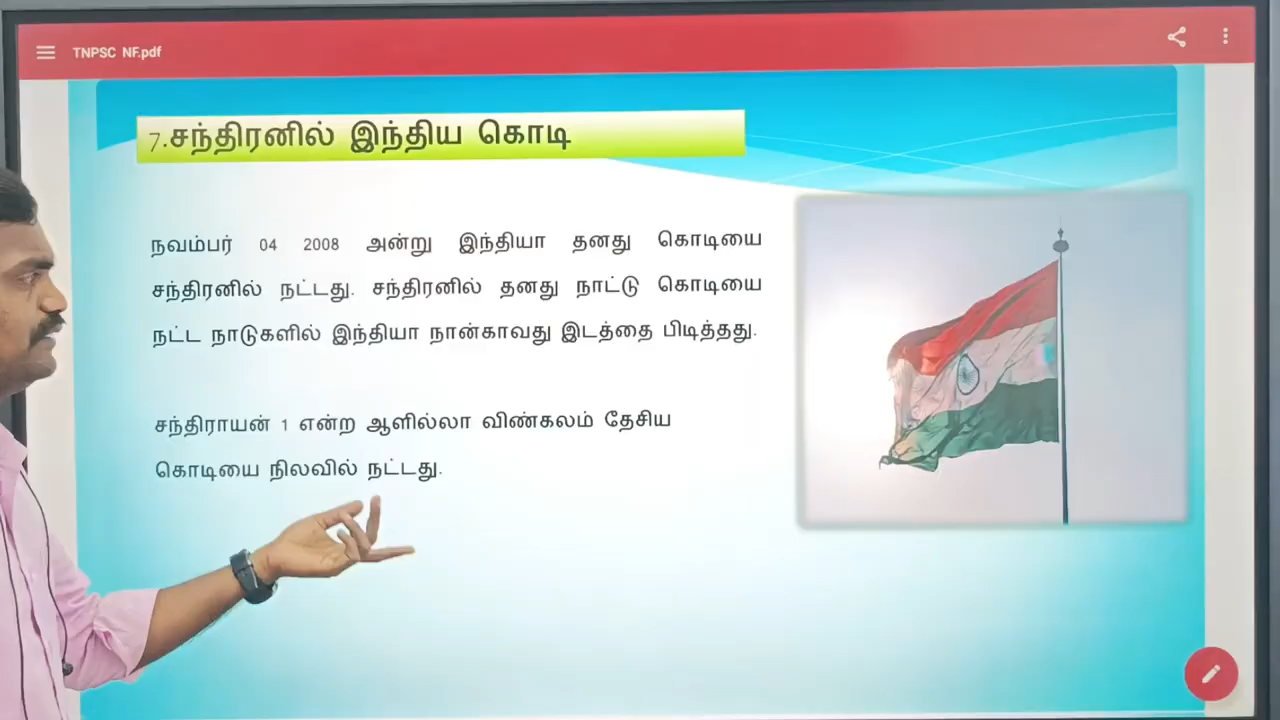 TNPSC NF.pdf
7.சந்திரனில் இந்திய கொடி
நவம்பர் 04 2008 அன்று இந்தியா தனது கொடியை
சந்திரனில் நட்டது. சந்திரனில் தனது நாட்டு கொடியை
நட்ட நாடுகளில் இந்தியா நான்காவது இடத்தை பிடித்தது.
சந்திராயன் 1 என்ற ஆளில்லா விண்கலம் தேசிய
கொடியை நிலவில் நட்டது.